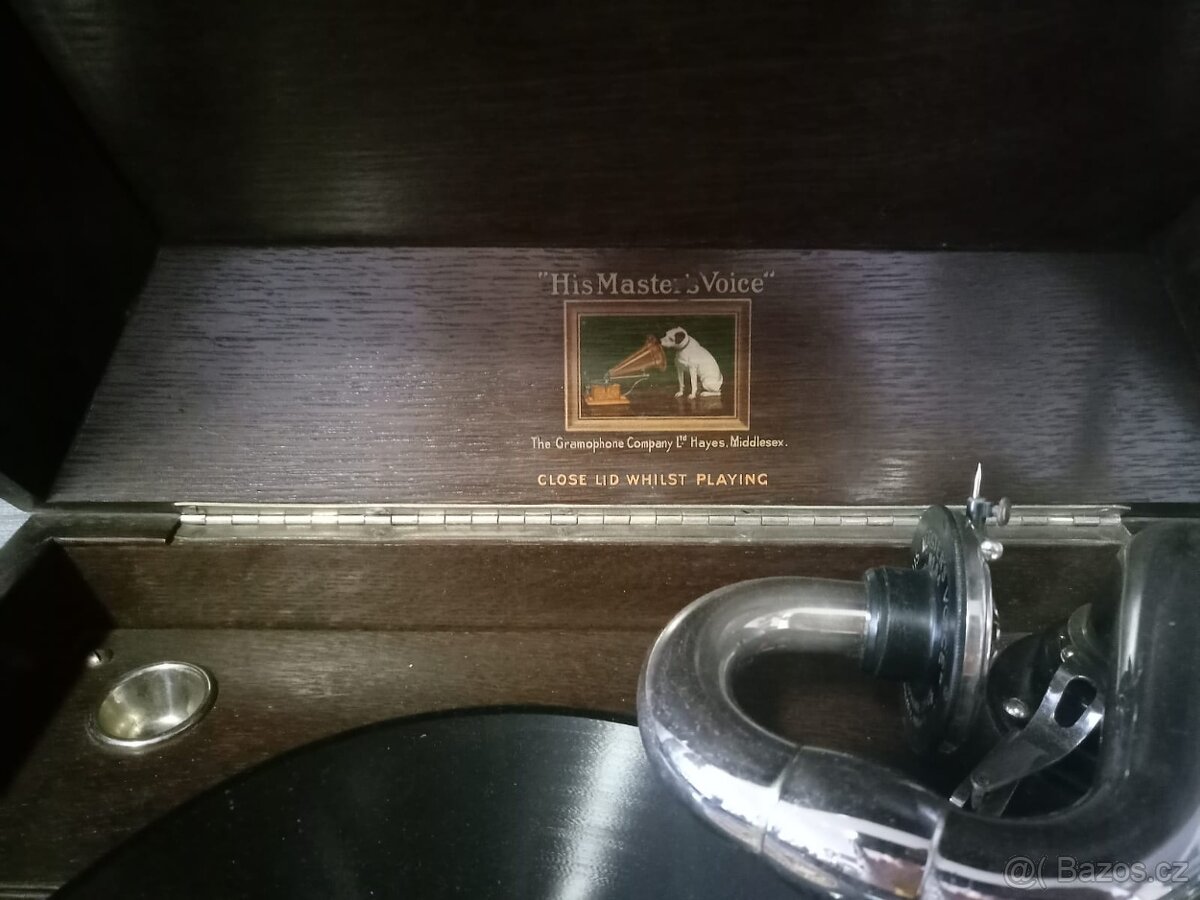 "His Master's Voice"
The Gramophone Company Ltd Hayes. Middlesex.
CLOSE LID WHILST PLAYING
@( Bazos.cz